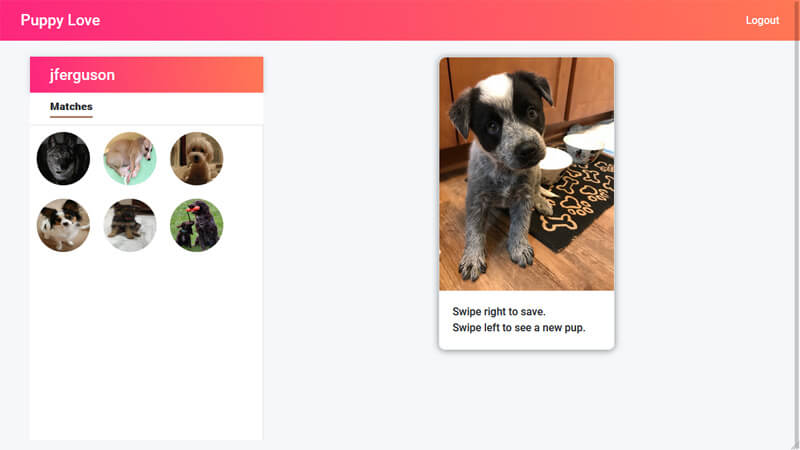 Puppy Love
Logout
jferguson
Matches
Swipe right to save.
Swipe left to see a new pup.